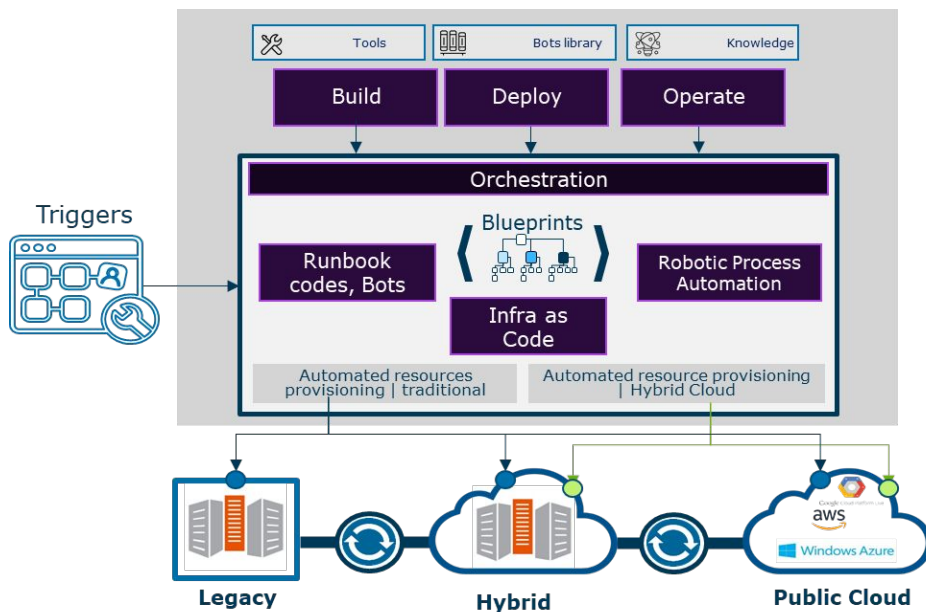 Tools
Bots library
Knowledge
Build
Deploy
Operate
Orchestration
Triggers
Blueprints
Runbook
codes, Bots
Robotic Process
Automation
Infra as
Code
Automated resources
provisioning | traditional
Automated resource provisioning
| Hybrid Cloud
aws
Windows Azure
Legacy
Hybrid
Public Cloud